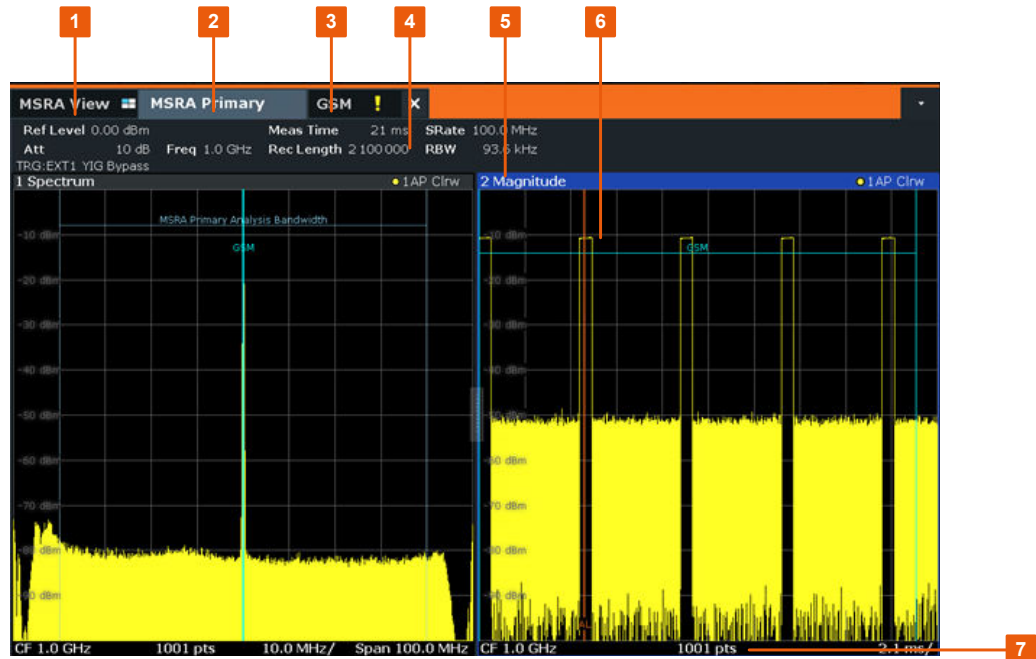 1 2 3 4 5 6
MSRA View MSRA Primary GSM ! X
Ref Level 0.00 dBm Meas Time 21 ms SRate 100.0 MHz
Att 10 dB Freq 1.0 GHz Rec Length 2 100 000 RBW 93.6 kHz
TRG:EXT1 YIG Bypass
1 Spectrum 1AP Clrw 2 Magnitude 1AP Clrw
MSRA Primary Analysis Bandwidth
-10 dBm -10 dBm
GSM GSM
-20 dBm -20 dBm
-30 dBm -30 dBm
-40 dBm -40 dBm
-50 dBm -50 dBm
-60 dBm -60 dBm
-70 dBm -70 dBm
-80 dBm -80 dBm
-90 dBm -90 dBm
CF 1.0 GHz 1001 pts 10.0 MHz/ Span 100.0 MHz CF 1.0 GHz 1001 pts 2.1 ms/
7